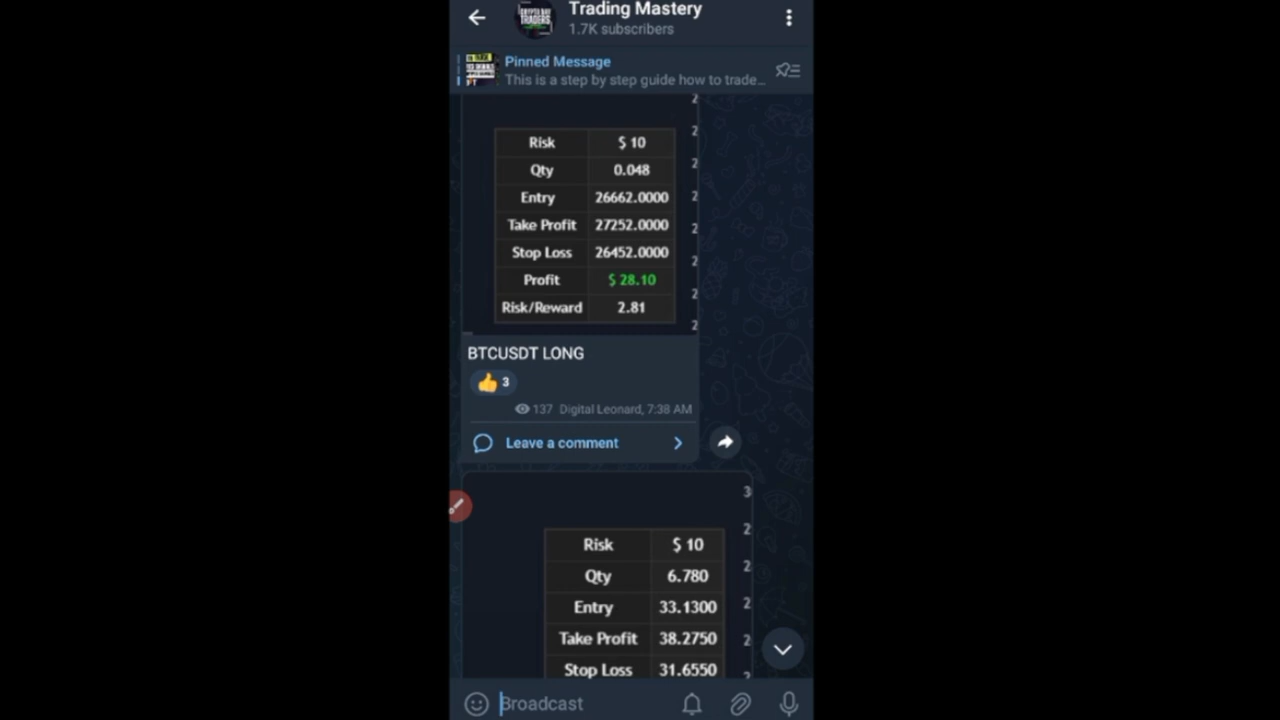 Trading Mastery
1.7K subscribers
Pinned Message
This is a step by step guide how to trade...
Risk $ 10
Qty 0.048
Entry 26662.0000
Take Profit 27252.0000
Stop Loss 26452.0000
Profit $ 28.10
Risk/Reward 2.81
BTCUSDT LONG
👍 3
137 Digital Leonard, 7:38 AM
Leave a comment
Risk $ 10
Qty 6.780
Entry 33.1300
Take Profit 38.2750
Stop Loss 31.6550
Broadcast